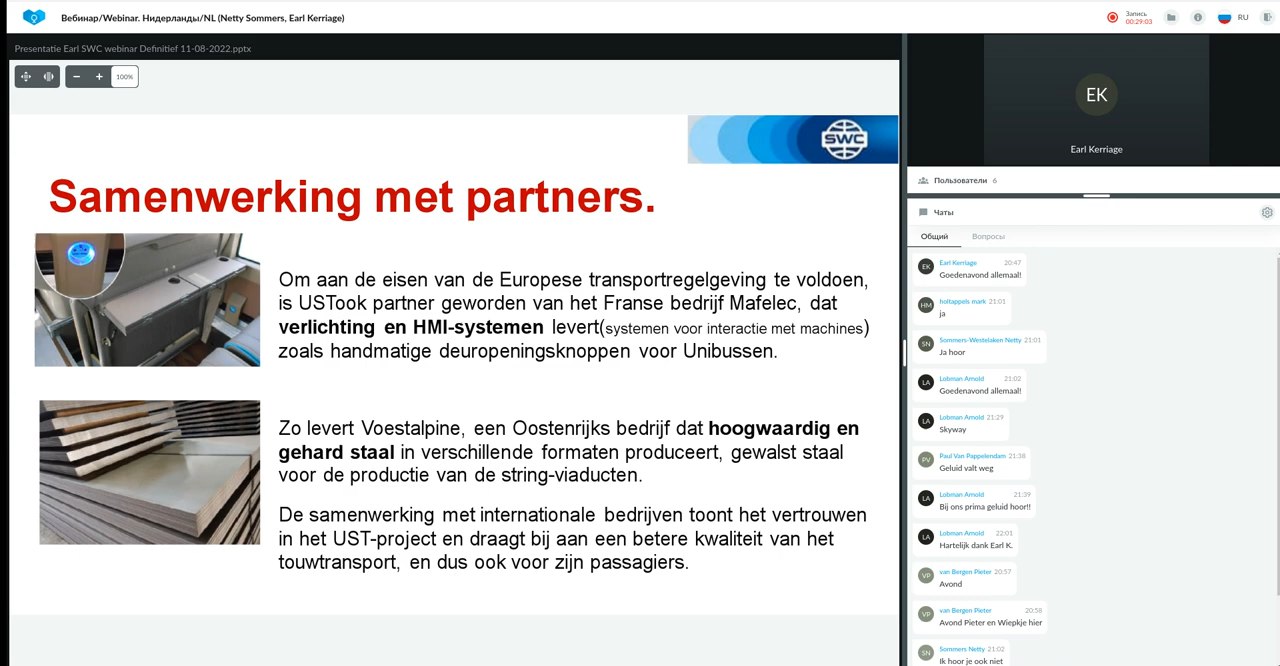 Вебинар/Webinar. Нидерланды/NL (Netty Sommers, Earl Kerriage)
Запись
00:29:03
RU
Presentatie Earl SWC webinar Definitief 11-08-2022.pptx
100%
SWC
Samenwerking met partners.
Om aan de eisen van de Europese transportregelgeving te voldoen,
is USTook partner geworden van het Franse bedrijf Mafelec, dat
verlichting en HMI-systemen levert(systemen voor interactie met machines)
zoals handmatige deuropeningsknoppen voor Unibussen.
Zo levert Voestalpine, een Oostenrijks bedrijf dat hoogwaardig en
gehard staal in verschillende formaten produceert, gewalst staal
voor de productie van de string-viaducten.
De samenwerking met internationale bedrijven toont het vertrouwen
in het UST-project en draagt bij aan een betere kwaliteit van het
touwtransport, en dus ook voor zijn passagiers.
EK
Earl Kerriage
Пользователи 6
Чаты
Общий Вопросы
EK Earl Kerriage 20:47
Goedenavond allemaal!
HM holtappels mark 21:01
ja
SN Sommers-Westelaken Netty 21:01
Ja hoor
LA Lobman Arnold 21:02
Goedenavond allemaal!
LA Lobman Arnold 21:29
Skyway
PV Paul Van Pappelendam 21:38
Geluid valt weg
LA Lobman Arnold 21:39
Bij ons prima geluid hoor!!
LA Lobman Arnold 22:01
Hartelijk dank Earl K.
VP van Bergen Pieter 20:57
Avond
VP van Bergen Pieter 20:58
Avond Pieter en Wiepkje hier
SN Sommers Netty 21:02
Ik hoor je ook niet